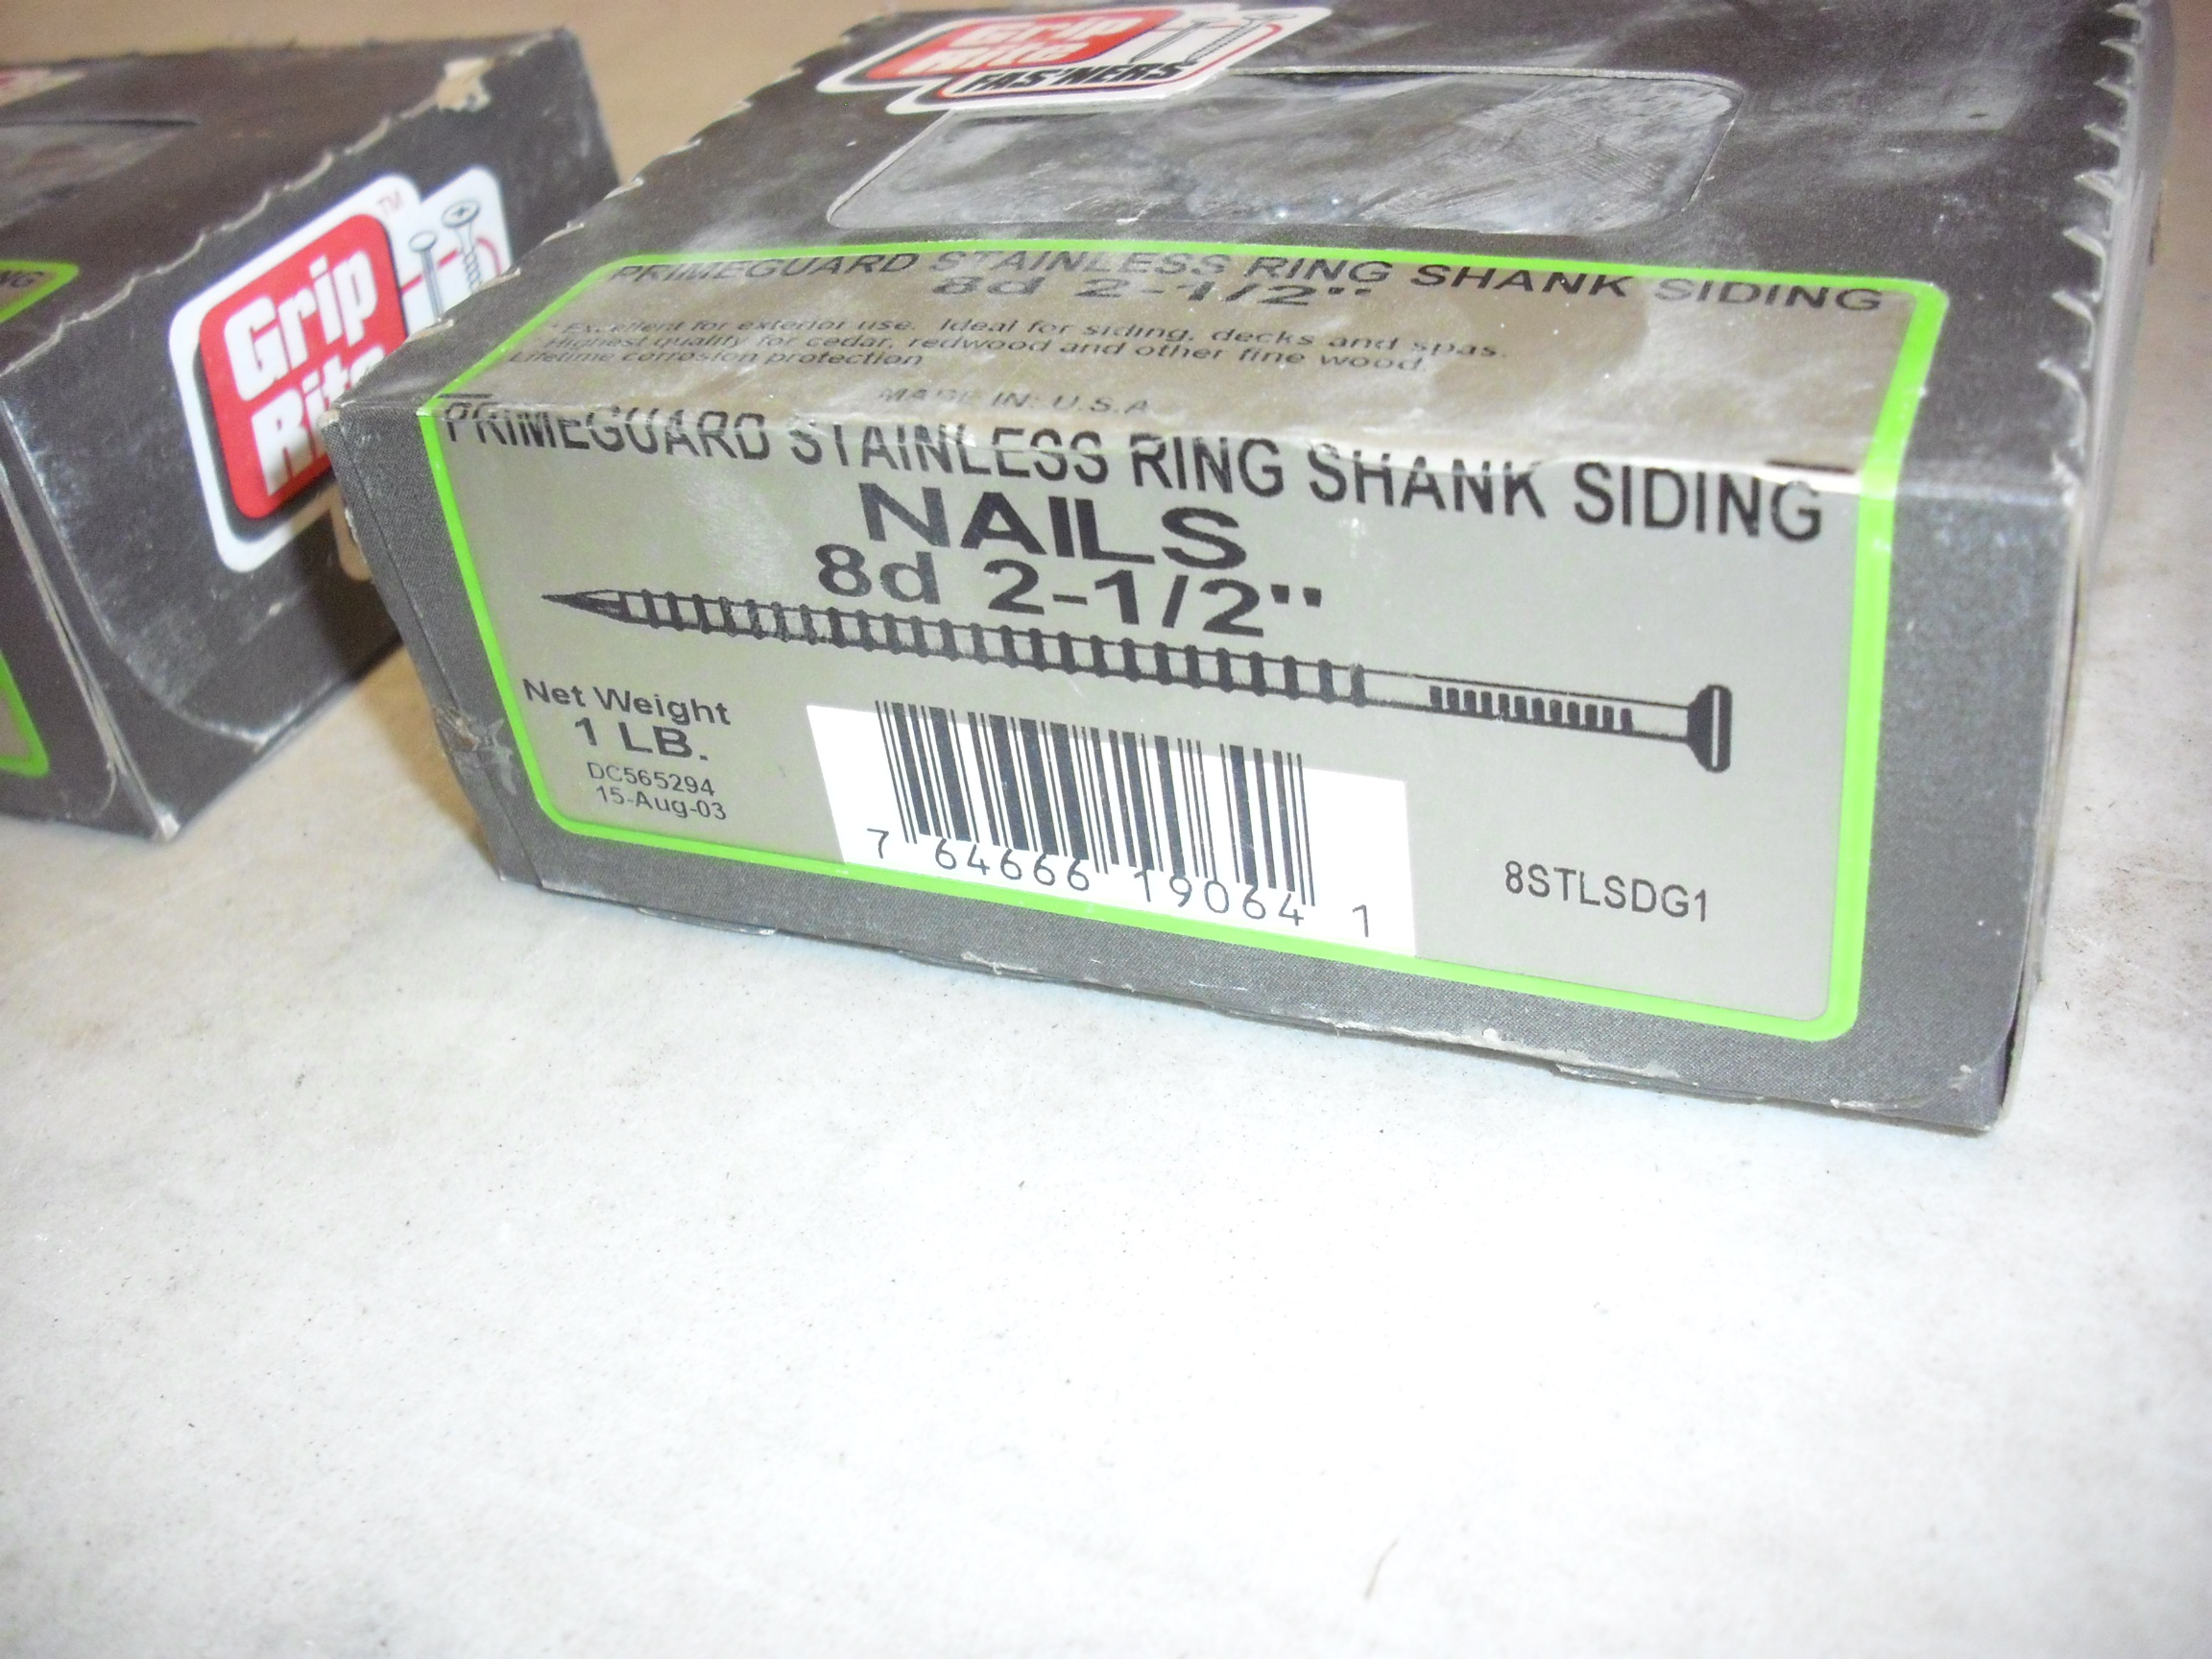 Grip
Rite
FAS'NERS
PRIMEGUARD STAINLESS RING SHANK SIDING
8d 2-1/2"
* Excellent for exterior use. Ideal for siding, decks and spas.
* Highest quality for cedar, redwood and other fine wood.
Lifetime corrosion protection
MADE IN: U.S.A
PRIMEGUARD STAINLESS RING SHANK SIDING
NAILS
8d 2-1/2"
Net Weight
1 LB.
DC565294
15-Aug-03
7 64666 19064 1
8STLSDG1
Grip
Rite
TM
NG